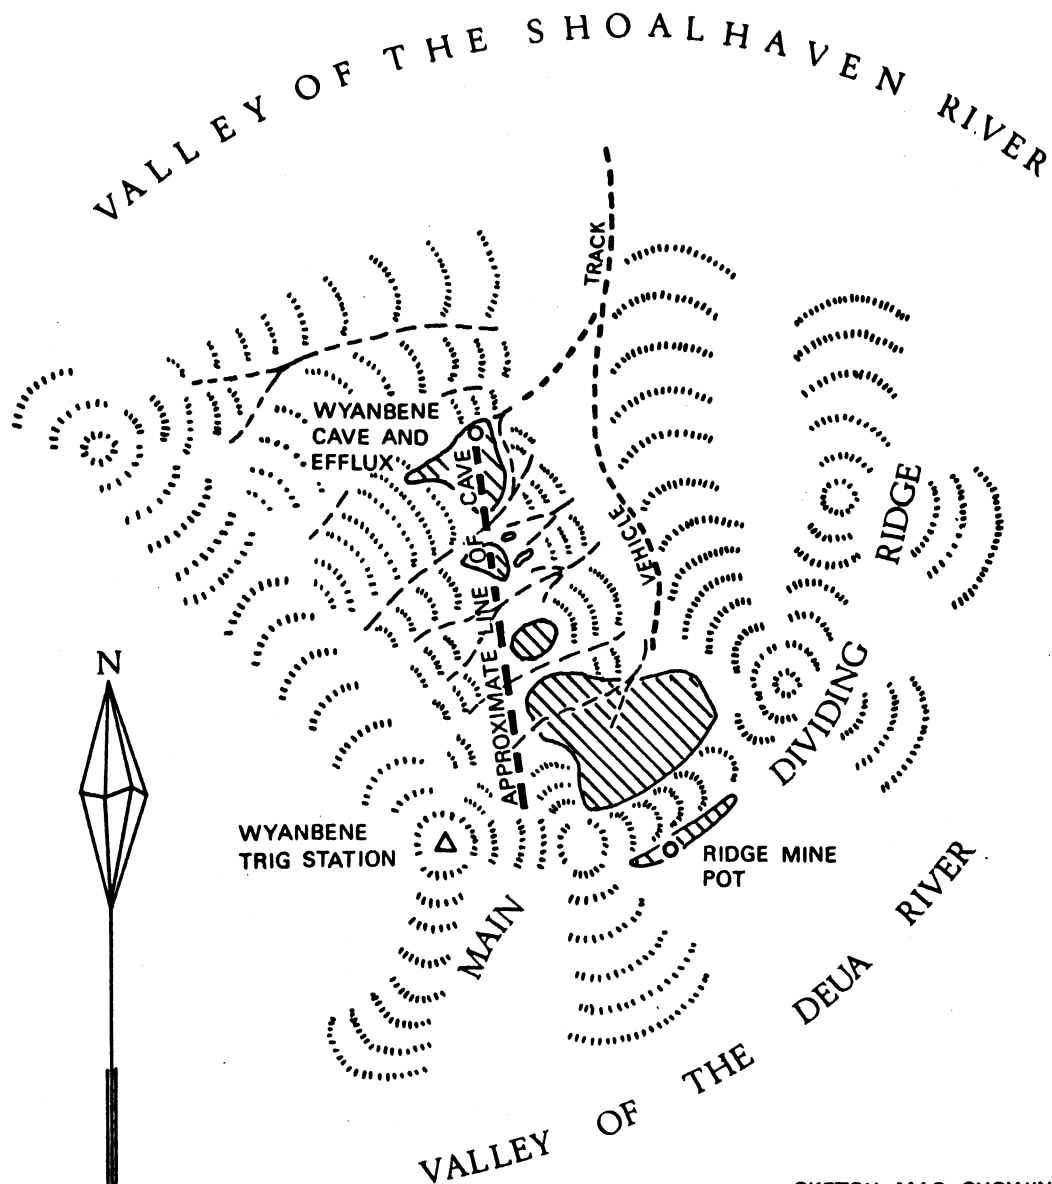 VALLEY OF THE SHOALHAVEN RIVER
TRACK
WYANBENE
CAVE AND
EFFLUX
RIDGE
VEHICLE
APPROXIMATE LINE OF CAVE
N
DIVIDING
WYANBENE
TRIG STATION
RIDGE MINE
POT
MAIN
VALLEY OF THE DEUA RIVER